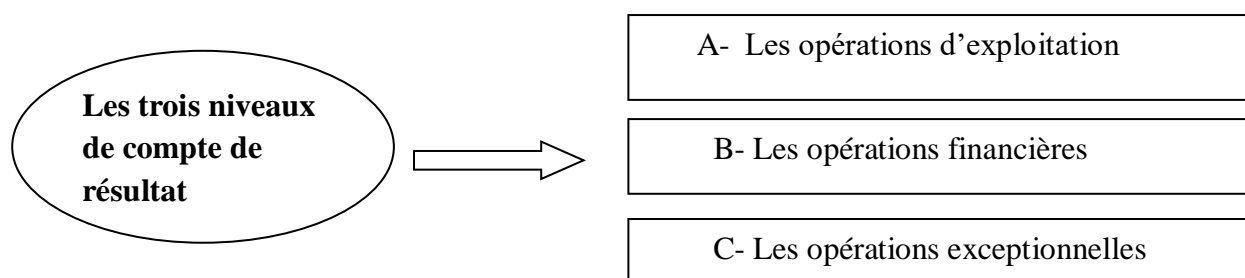 Les trois niveaux
de compte de
résultat
A- Les opérations d’exploitation
B- Les opérations financières
C- Les opérations exceptionnelles